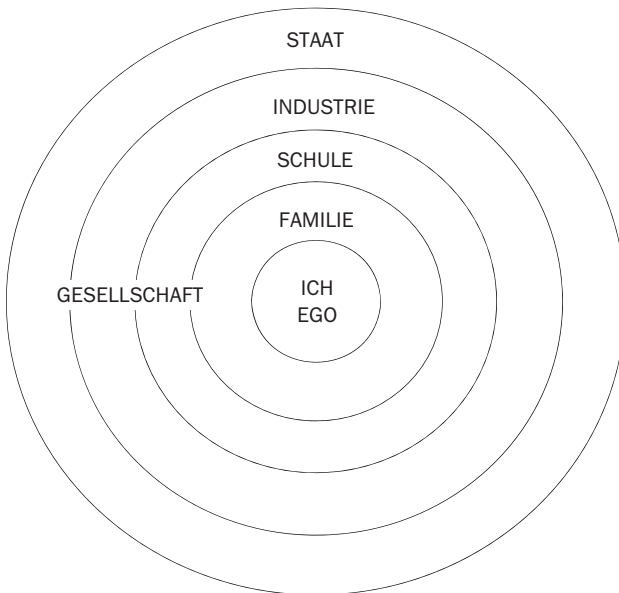 STAAT
INDUSTRIE
SCHULE
FAMILIE
GESELLSCHAFT
ICH
EGO